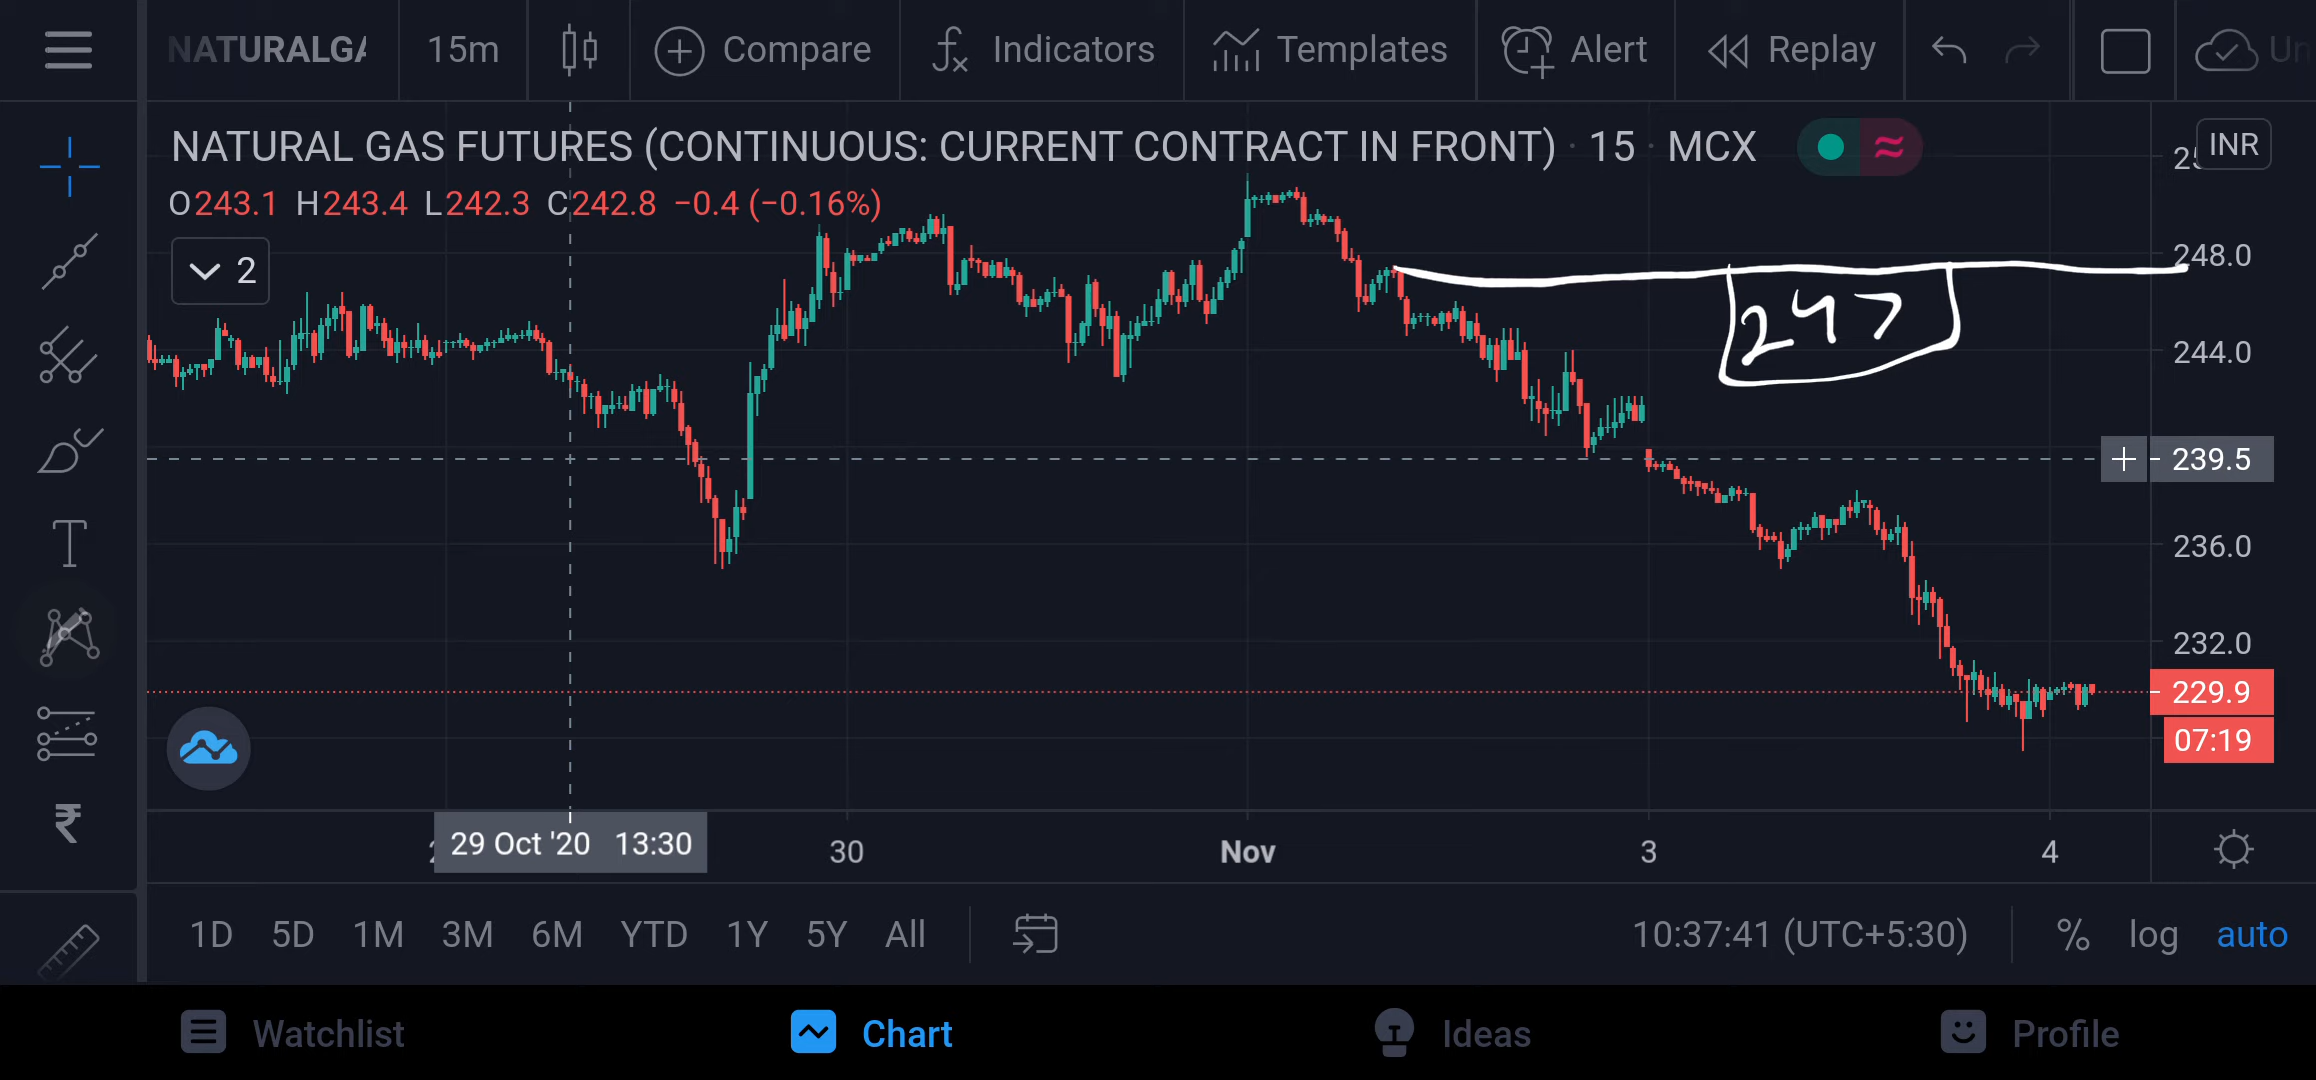 NATURALGA 15m Compare Indicators Templates Alert Replay Un
NATURAL GAS FUTURES (CONTINUOUS: CURRENT CONTRACT IN FRONT) · 15 · MCX
INR
O243.1 H243.4 L242.3 C242.8 −0.4 (−0.16%)
2
248.0
247
244.0
239.5
236.0
232.0
229.9
07:19
29 Oct '20 13:30 30 Nov 3 4
1D 5D 1M 3M 6M YTD 1Y 5Y All 10:37:41 (UTC+5:30) % log auto
Watchlist Chart Ideas Profile